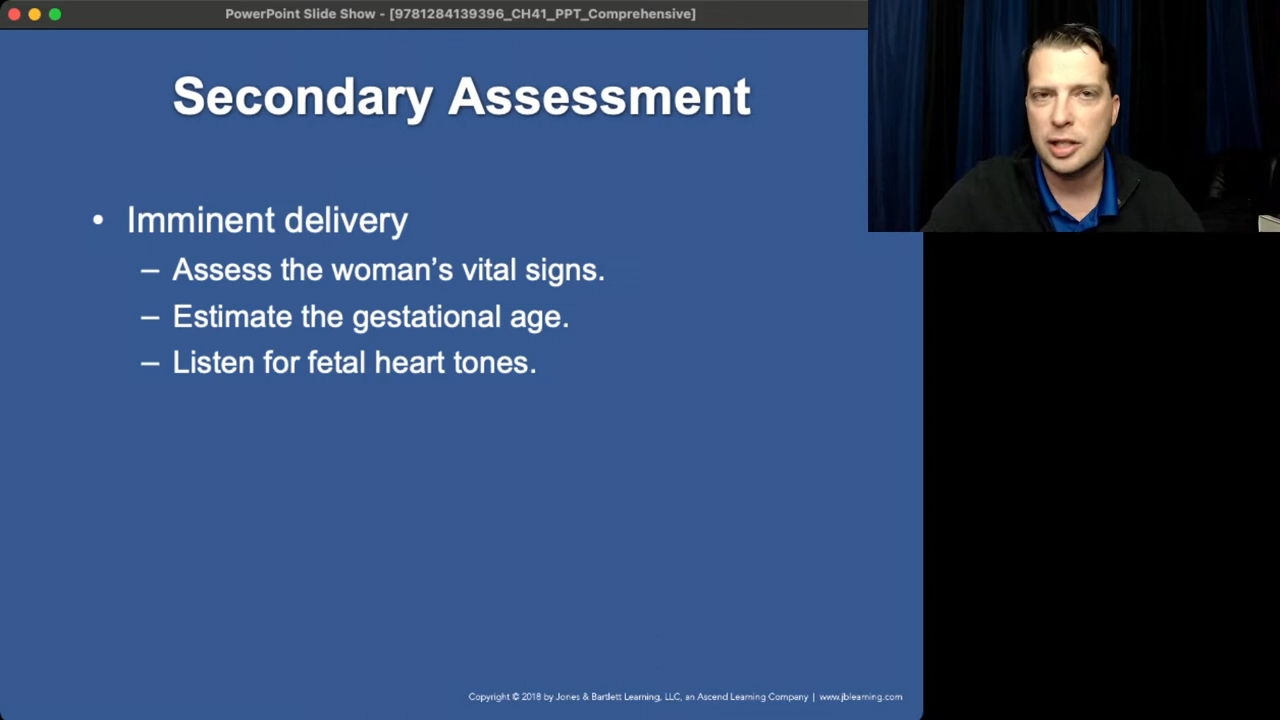 PowerPoint Slide Show - [9781284139396_CH41_PPT_Comprehensive]
Secondary Assessment
• Imminent delivery
– Assess the woman’s vital signs.
– Estimate the gestational age.
– Listen for fetal heart tones.
Copyright © 2018 by Jones & Bartlett Learning, LLC, an Ascend Learning Company | www.jblearning.com